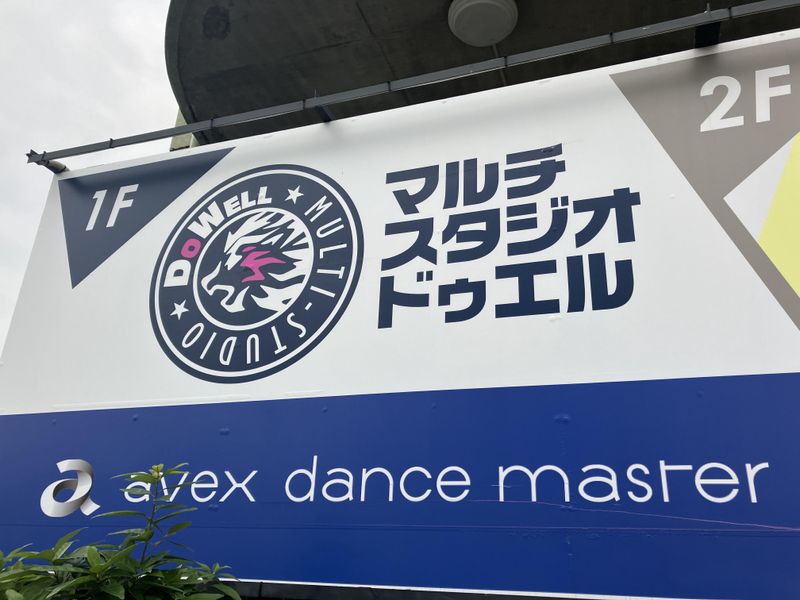 1F
2F
DoWELL
MULTI-STUDIO
マルチ
スタジオ
ドゥエル
a avex dance master